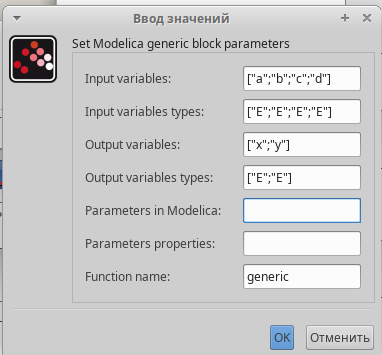 Ввод значений
Set Modelica generic block parameters
Input variables: ["a";"b";"c";"d"]
Input variables types: ["E";"E";"E";"E"]
Output variables: ["x";"y"]
Output variables types: ["E";"E"]
Parameters in Modelica:
Parameters properties:
Function name: generic
OK Отменить